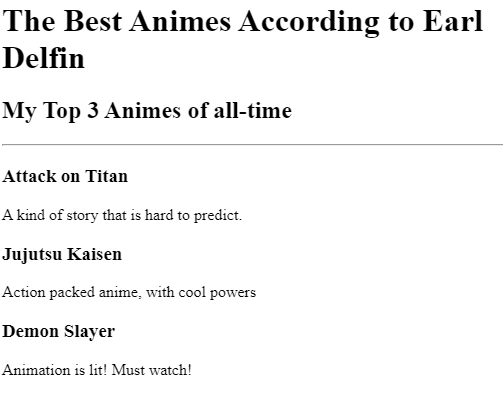 The Best Animes According to Earl
Delfin
My Top 3 Animes of all-time
Attack on Titan
A kind of story that is hard to predict.
Jujutsu Kaisen
Action packed anime, with cool powers
Demon Slayer
Animation is lit! Must watch!